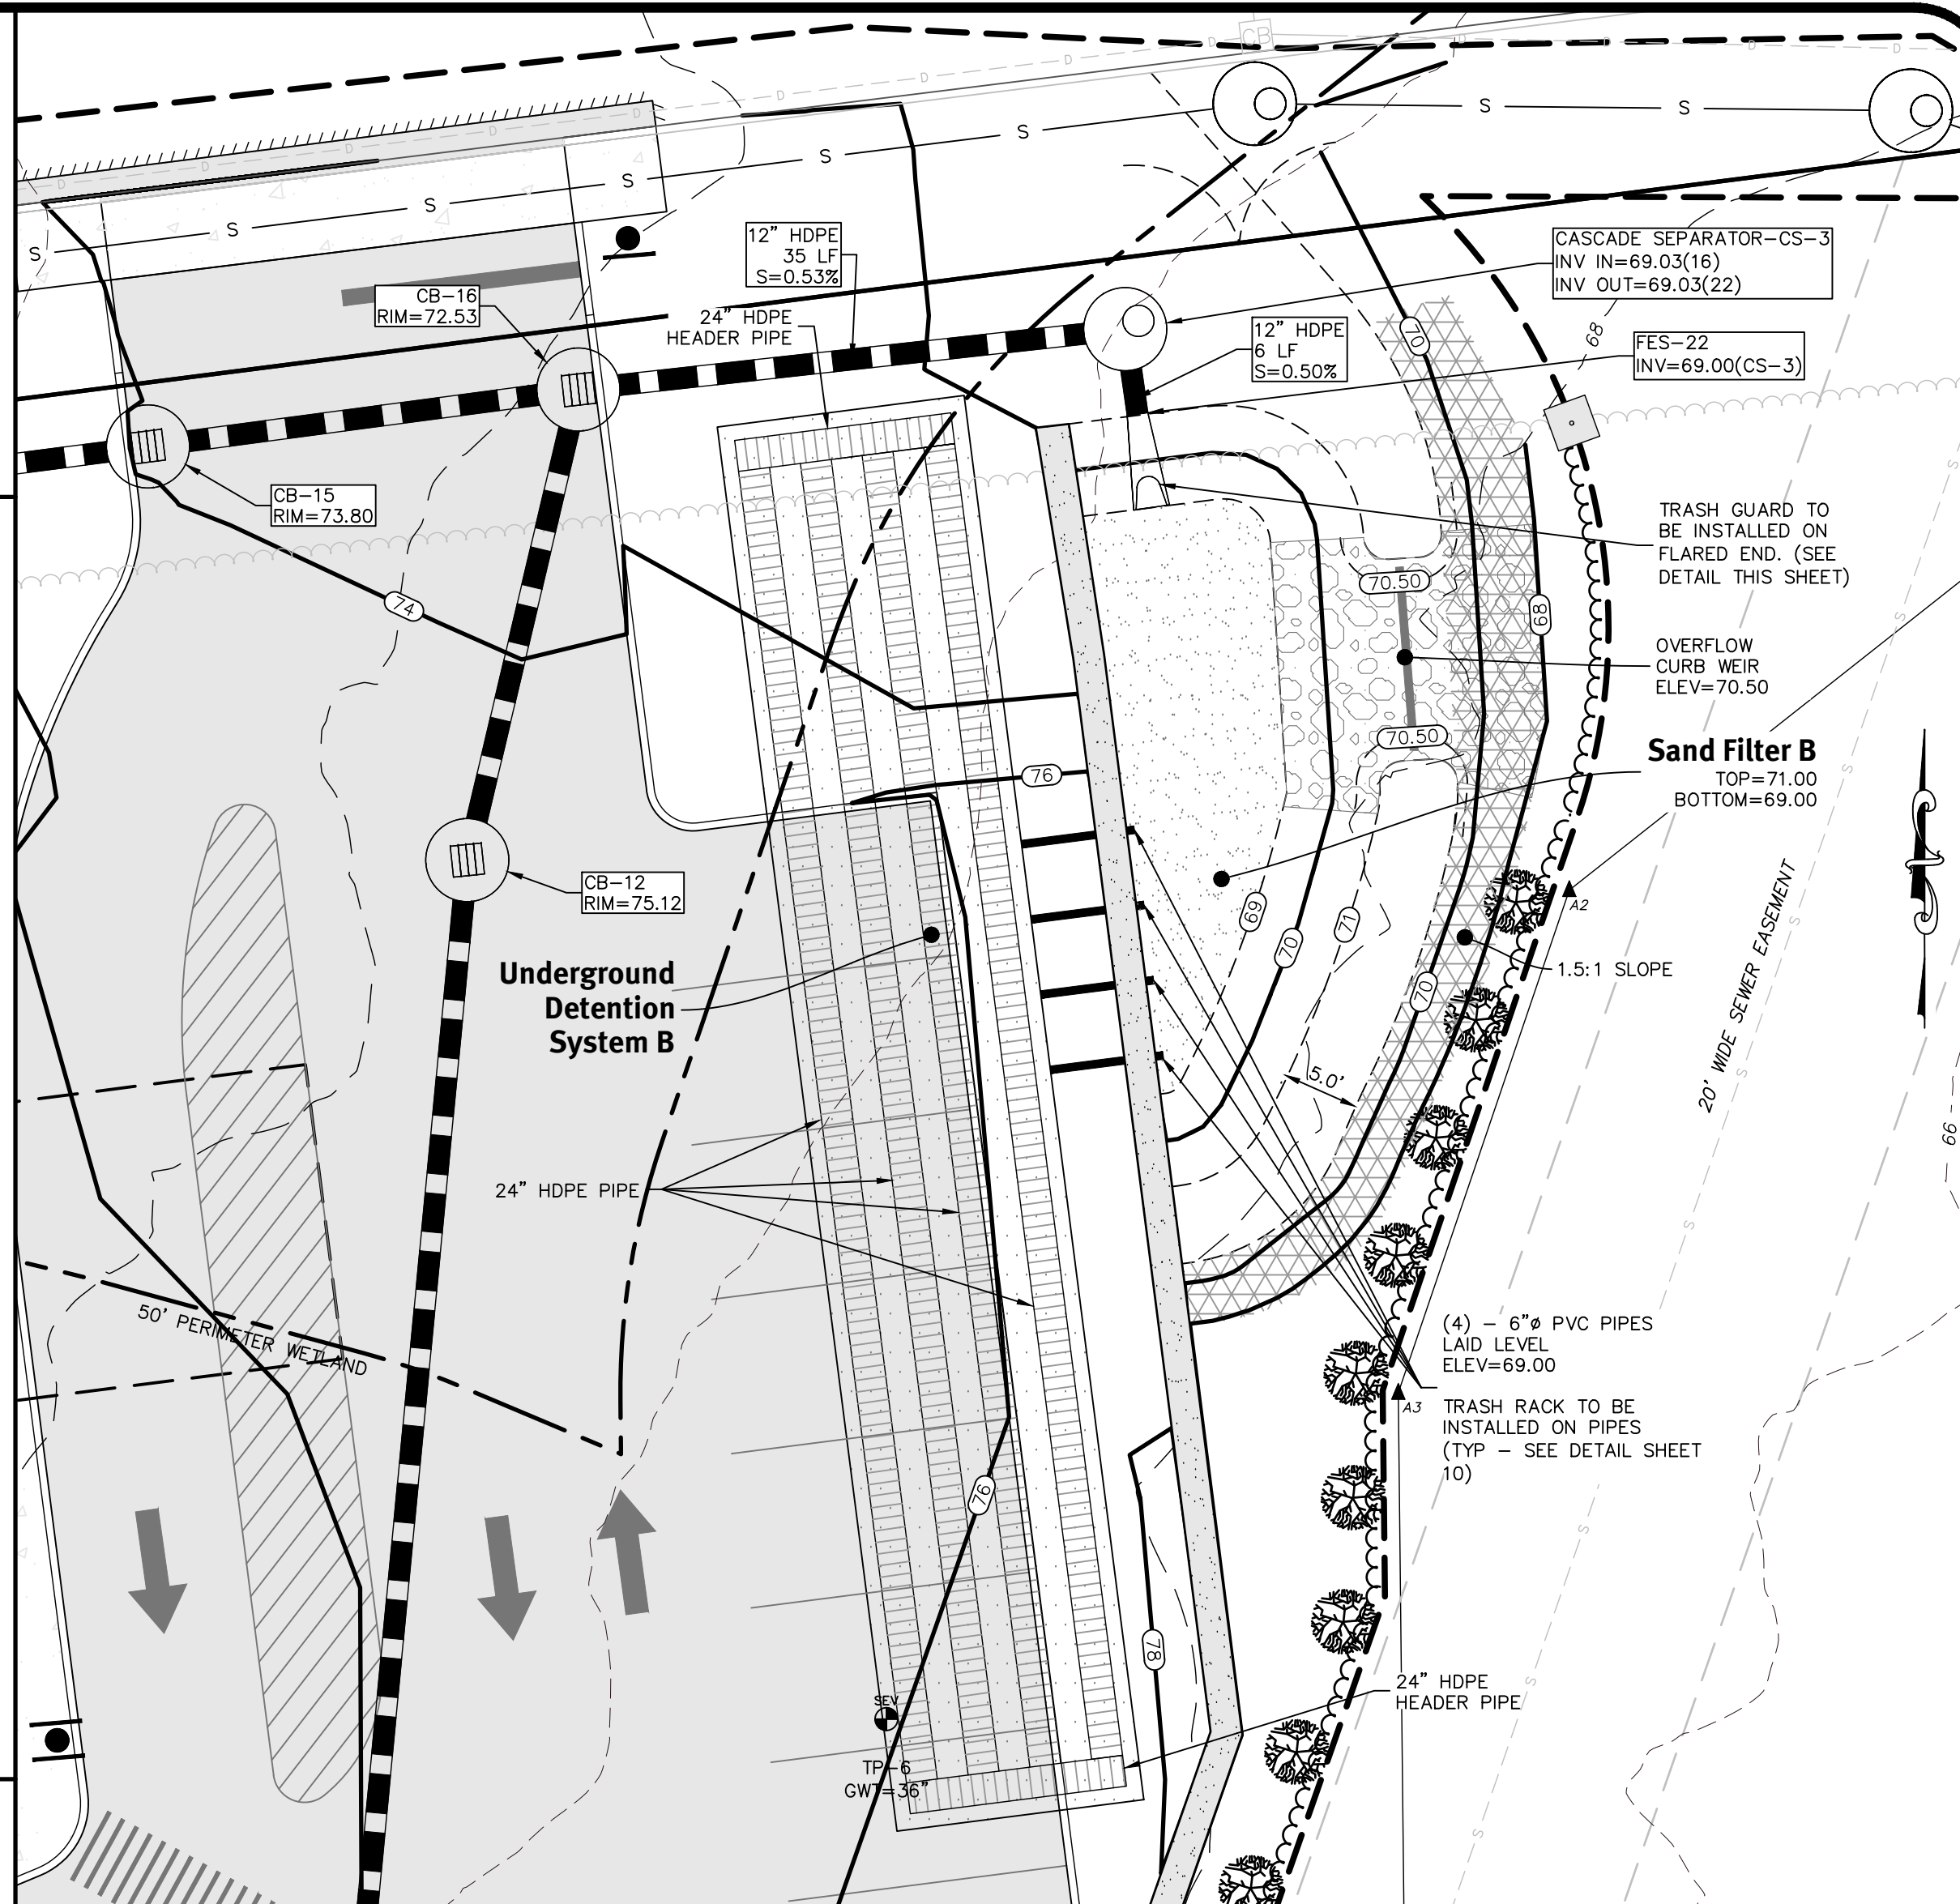 CB
D
D
D
D
D
D
D
D
D
S
S
S
S
S
S
S
S
12" HDPE
35 LF
S=0.53%
CASCADE SEPARATOR-CS-3
INV IN=69.03(16)
INV OUT=69.03(22)
CB-16
RIM=72.53
24" HDPE
HEADER PIPE
12" HDPE
6 LF
S=0.50%
70
68
FES-22
INV=69.00(CS-3)
CB-15
RIM=73.80
TRASH GUARD TO
BE INSTALLED ON
FLARED END. (SEE
DETAIL THIS SHEET)
74
70.50
68
OVERFLOW
CURB WEIR
ELEV=70.50
70.50
Sand Filter B
TOP=71.00
BOTTOM=69.00
76
CB-12
RIM=75.12
69
70
71
A2
Underground
Detention
System B
70
1.5:1 SLOPE
20' WIDE SEWER EASEMENT
5.0'
66
24" HDPE PIPE
50' PERIMETER WETLAND
(4) - 6"ø PVC PIPES
LAID LEVEL
ELEV=69.00
A3
TRASH RACK TO BE
INSTALLED ON PIPES
(TYP - SEE DETAIL SHEET
10)
76
78
24" HDPE
HEADER PIPE
SEV
TP-6
GWT=36"
S
S
S
S
S
S
S
S
S